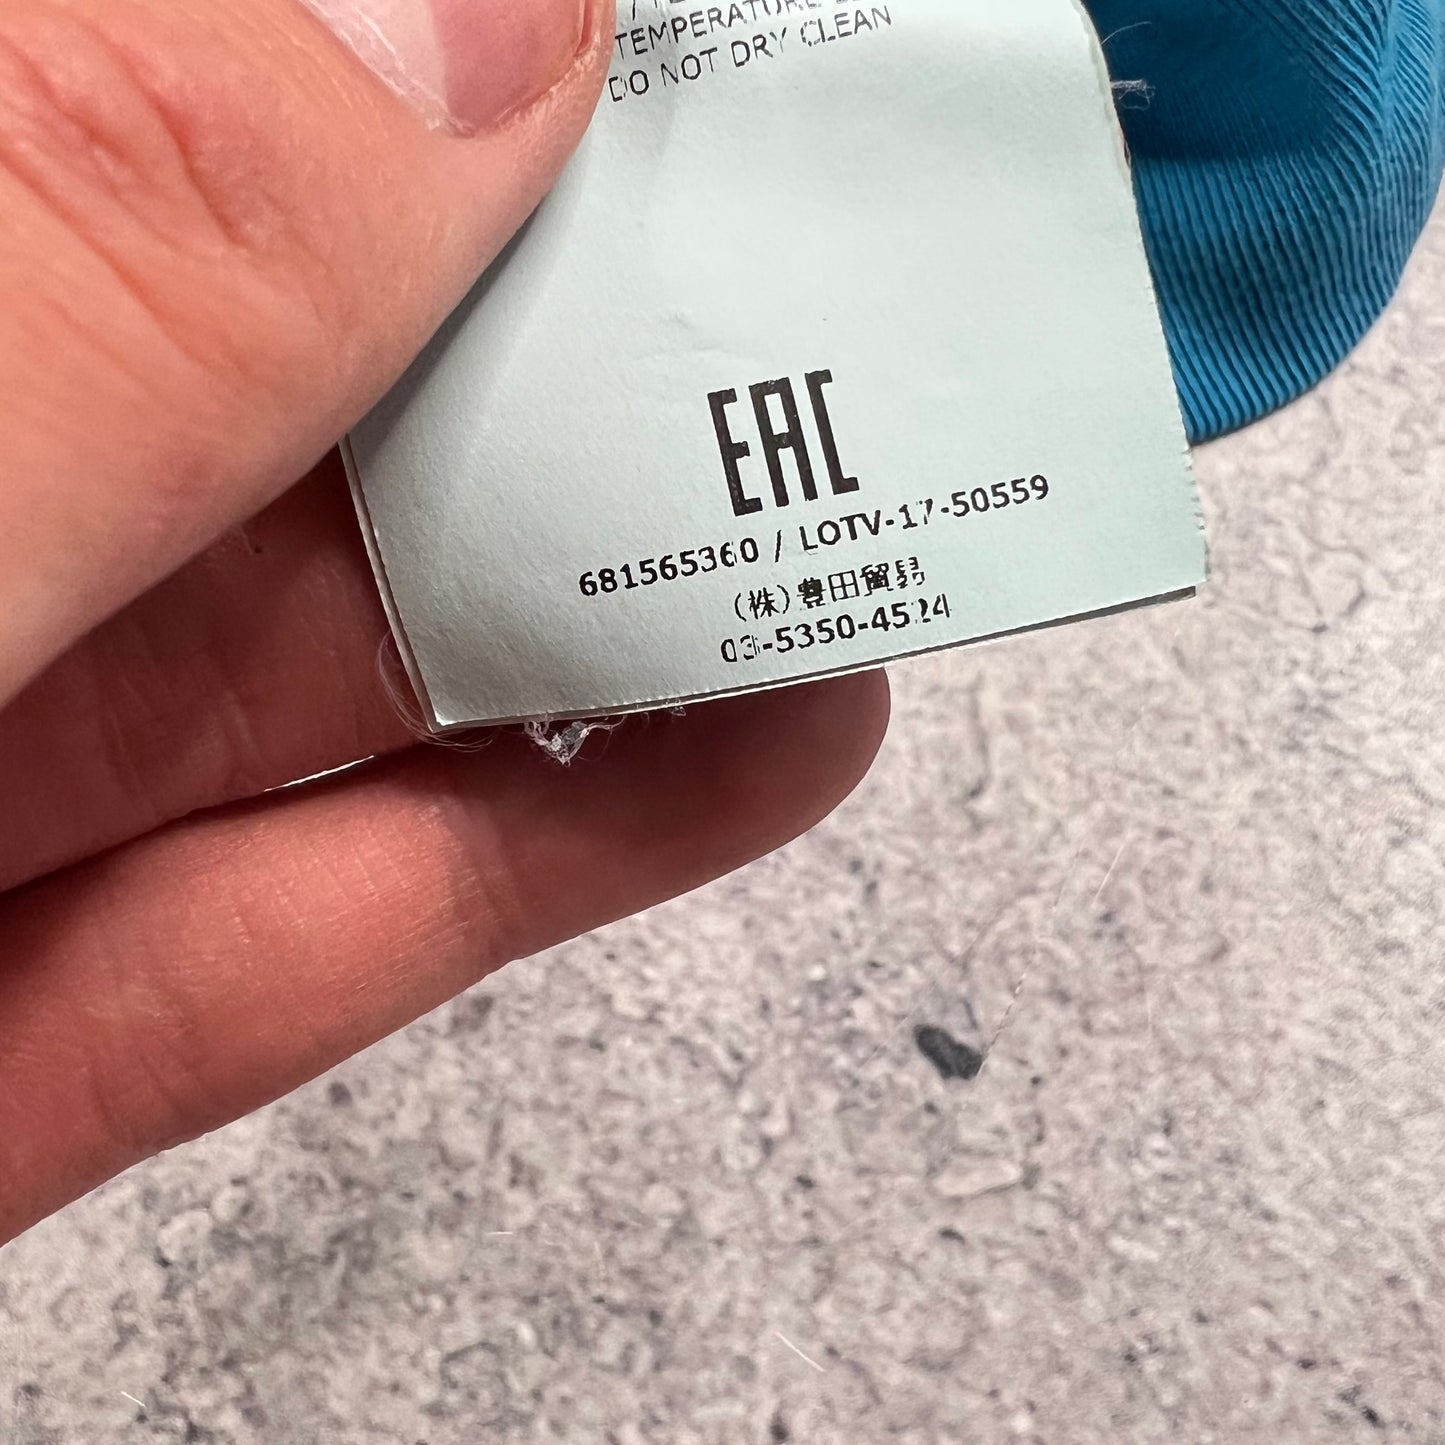 TEMPERATURE
DO NOT DRY CLEAN
EAC
681565360 / LOTV-17-50559
(株)豊田貿易
03-5350-4524